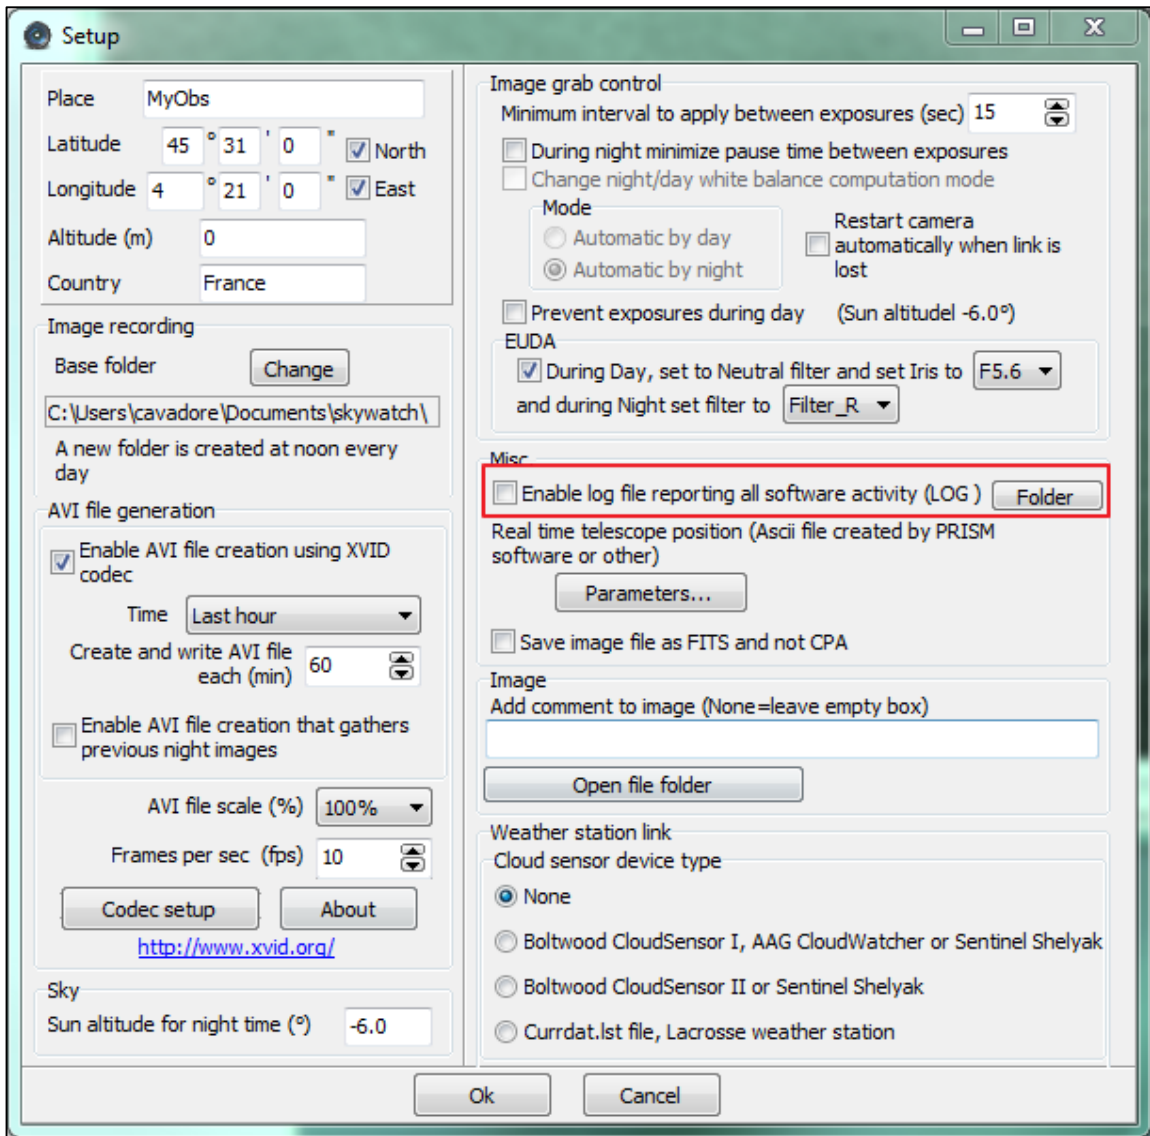 Setup
Place MyObs
Latitude 45 ° 31 ' 0 " North
Longitude 4 ° 21 ' 0 " East
Altitude (m) 0
Country France
Image recording
Base folder Change
C:\Users\cavadore\Documents\skywatch\
A new folder is created at noon every
day
AVI file generation
Enable AVI file creation using XVID
codec
Time Last hour
Create and write AVI file
each (min) 60
Enable AVI file creation that gathers
previous night images
AVI file scale (%) 100%
Frames per sec (fps) 10
Codec setup About
http://www.xvid.org/
Sky
Sun altitude for night time (°) -6.0
Image grab control
Minimum interval to apply between exposures (sec) 15
During night minimize pause time between exposures
Change night/day white balance computation mode
Mode
Automatic by day
Automatic by night
Restart camera
automatically when link is
lost
Prevent exposures during day (Sun altitudel -6.0°)
EUDA
During Day, set to Neutral filter and set Iris to F5.6
and during Night set filter to Filter_R
Misc
Enable log file reporting all software activity (LOG ) Folder
Real time telescope position (Ascii file created by PRISM
software or other)
Parameters...
Save image file as FITS and not CPA
Image
Add comment to image (None=leave empty box)
Open file folder
Weather station link
Cloud sensor device type
None
Boltwood CloudSensor I, AAG CloudWatcher or Sentinel Shelyak
Boltwood CloudSensor II or Sentinel Shelyak
Currdat.lst file, Lacrosse weather station
Ok Cancel